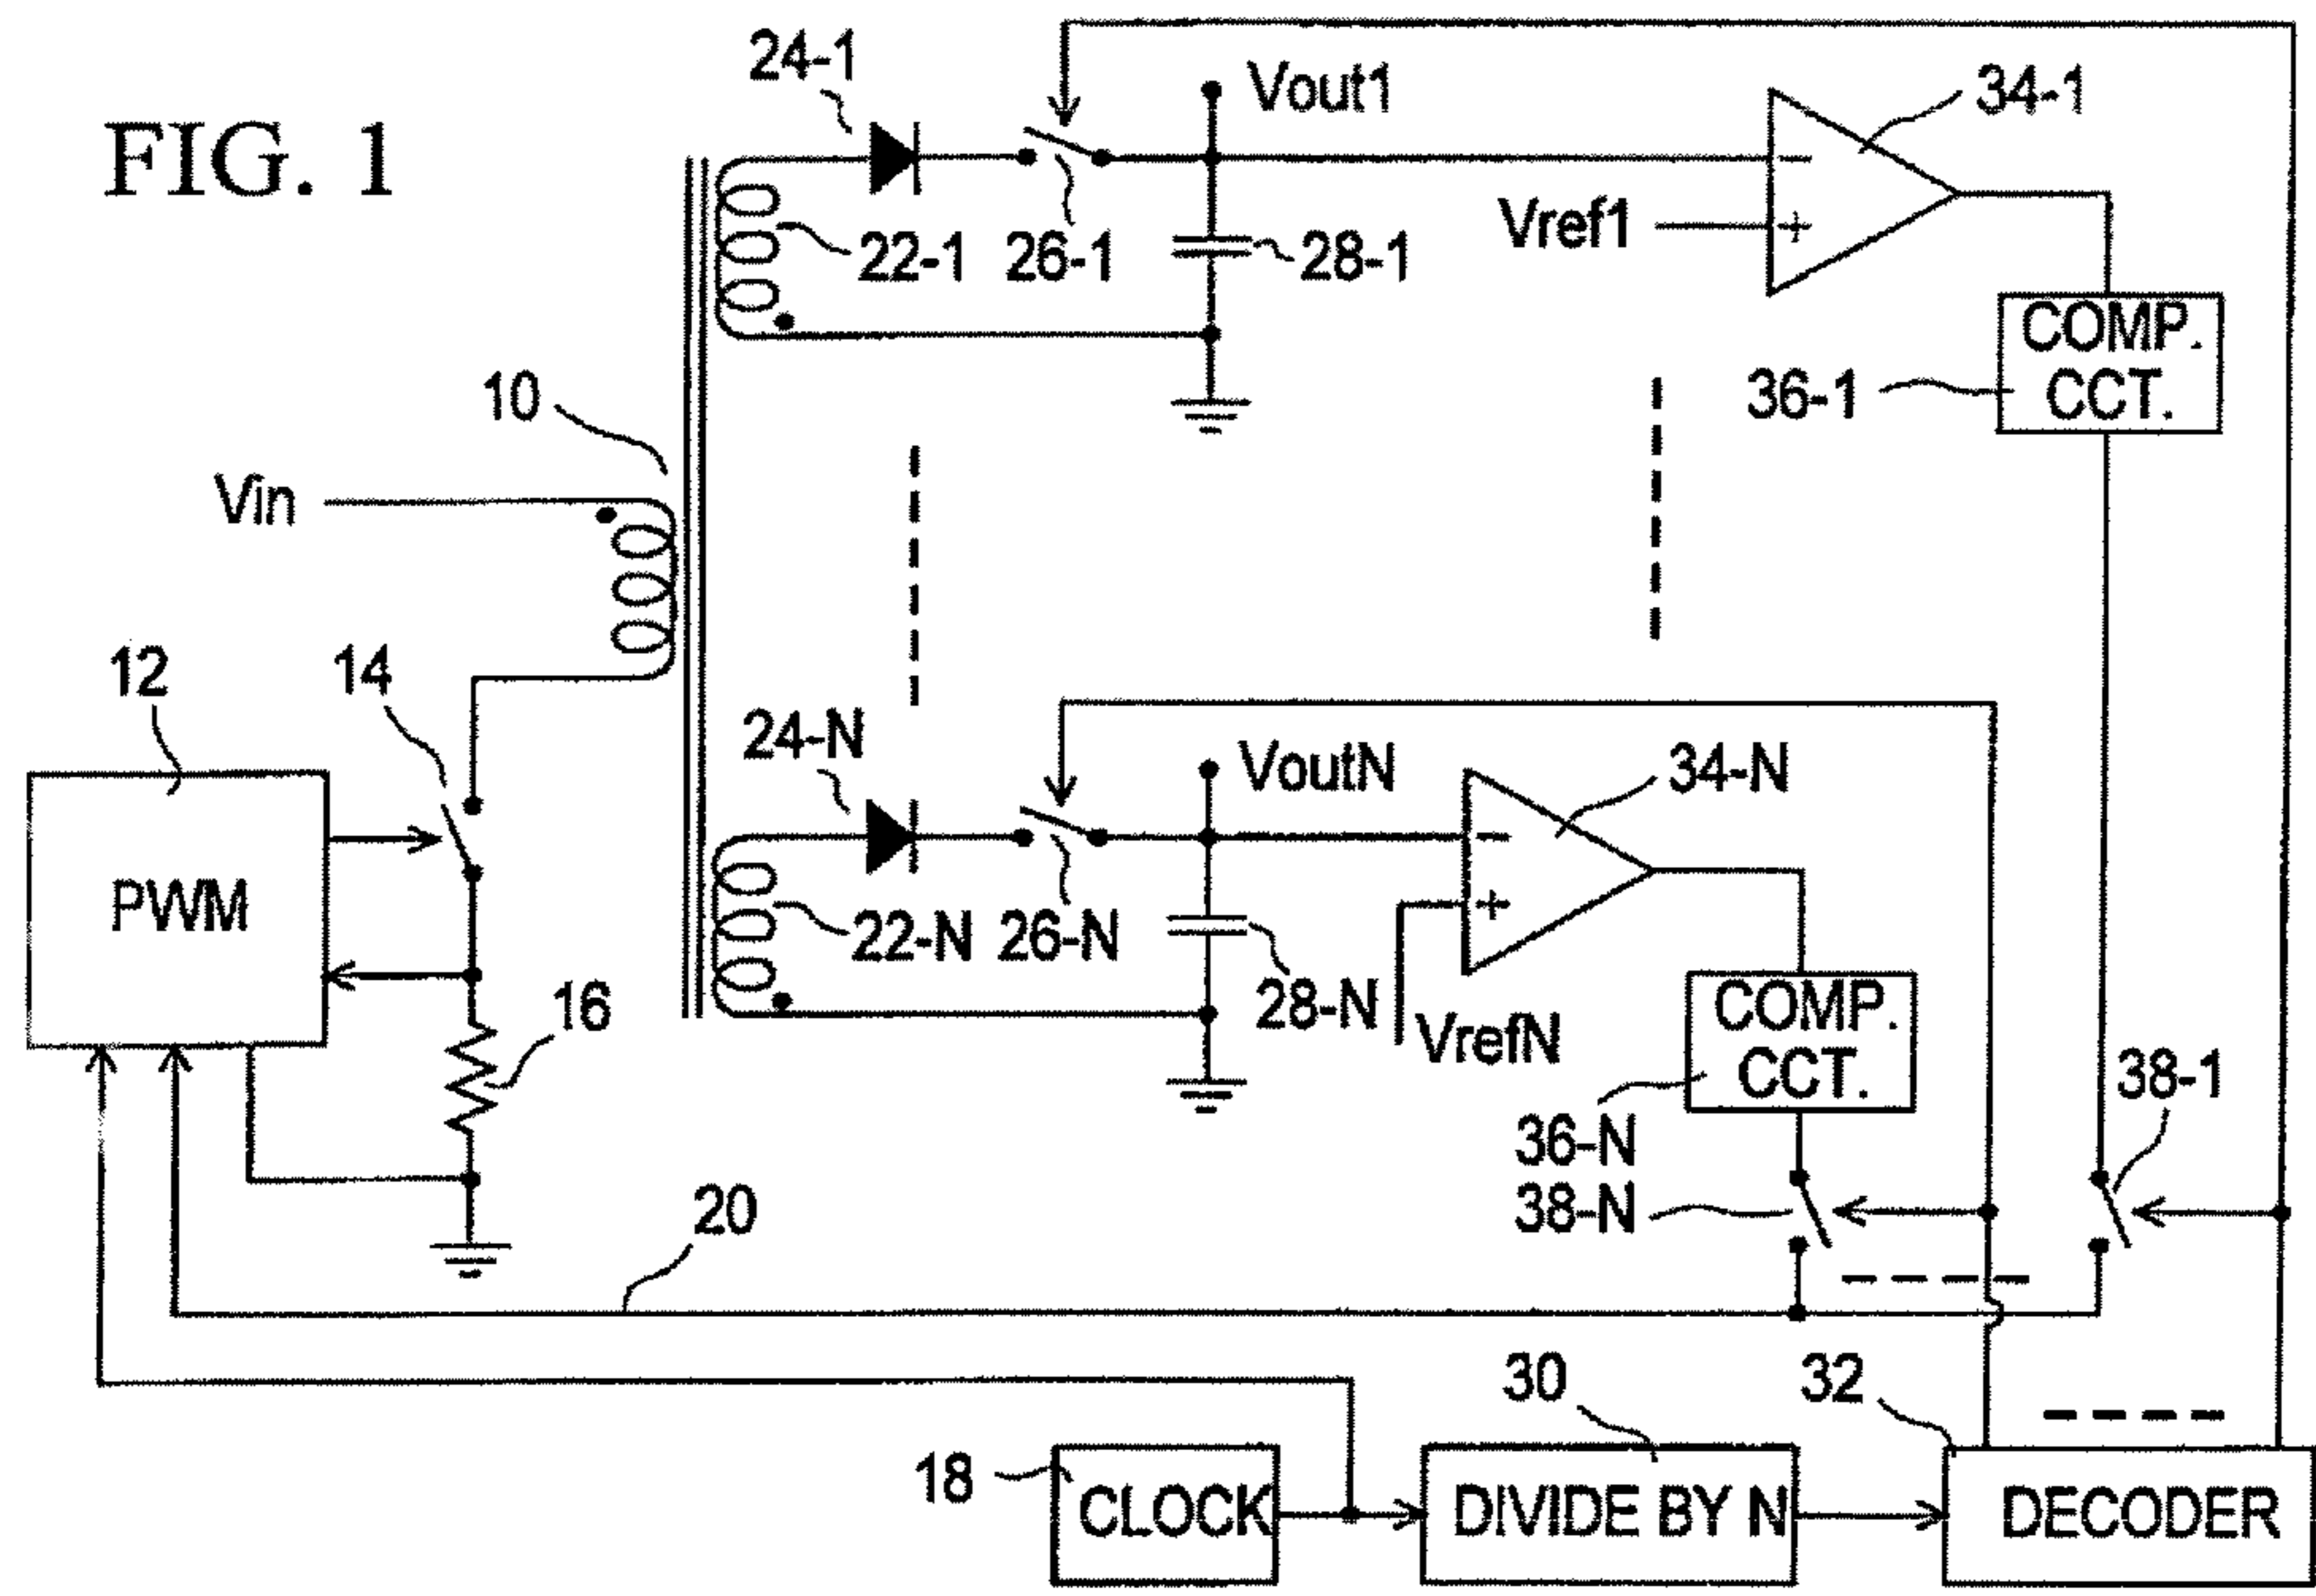 FIG. 1
24-1
Vout1
34-1
Vref1
22-1
26-1
28-1
COMP.
CCT.
36-1
10
Vin
12
14
24-N
VoutN
34-N
PWM
22-N
26-N
28-N
VrefN
16
COMP.
CCT.
36-N
38-1
38-N
20
30
32
18
CLOCK
DIVIDE BY N
DECODER